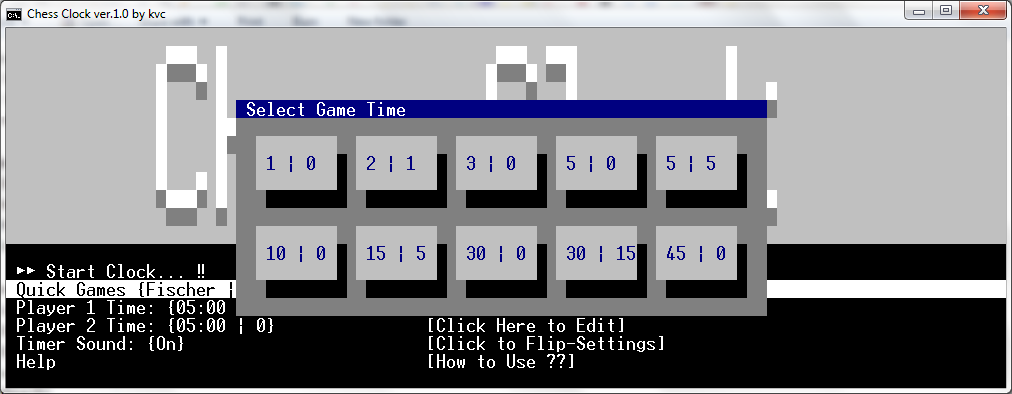 Chess Clock ver.1.0 by kvc
Select Game Time
1 ¦ 0
2 ¦ 1
3 ¦ 0
5 ¦ 0
5 ¦ 5
10 ¦ 0
15 ¦ 5
30 ¦ 0
30 ¦ 15
45 ¦ 0
►► Start Clock... ‼
Quick Games {Fischer ¦
Player 1 Time: {05:00
Player 2 Time: {05:00 ¦ 0} [Click Here to Edit]
Timer Sound: {On} [Click to Flip-Settings]
Help [How to Use ??]